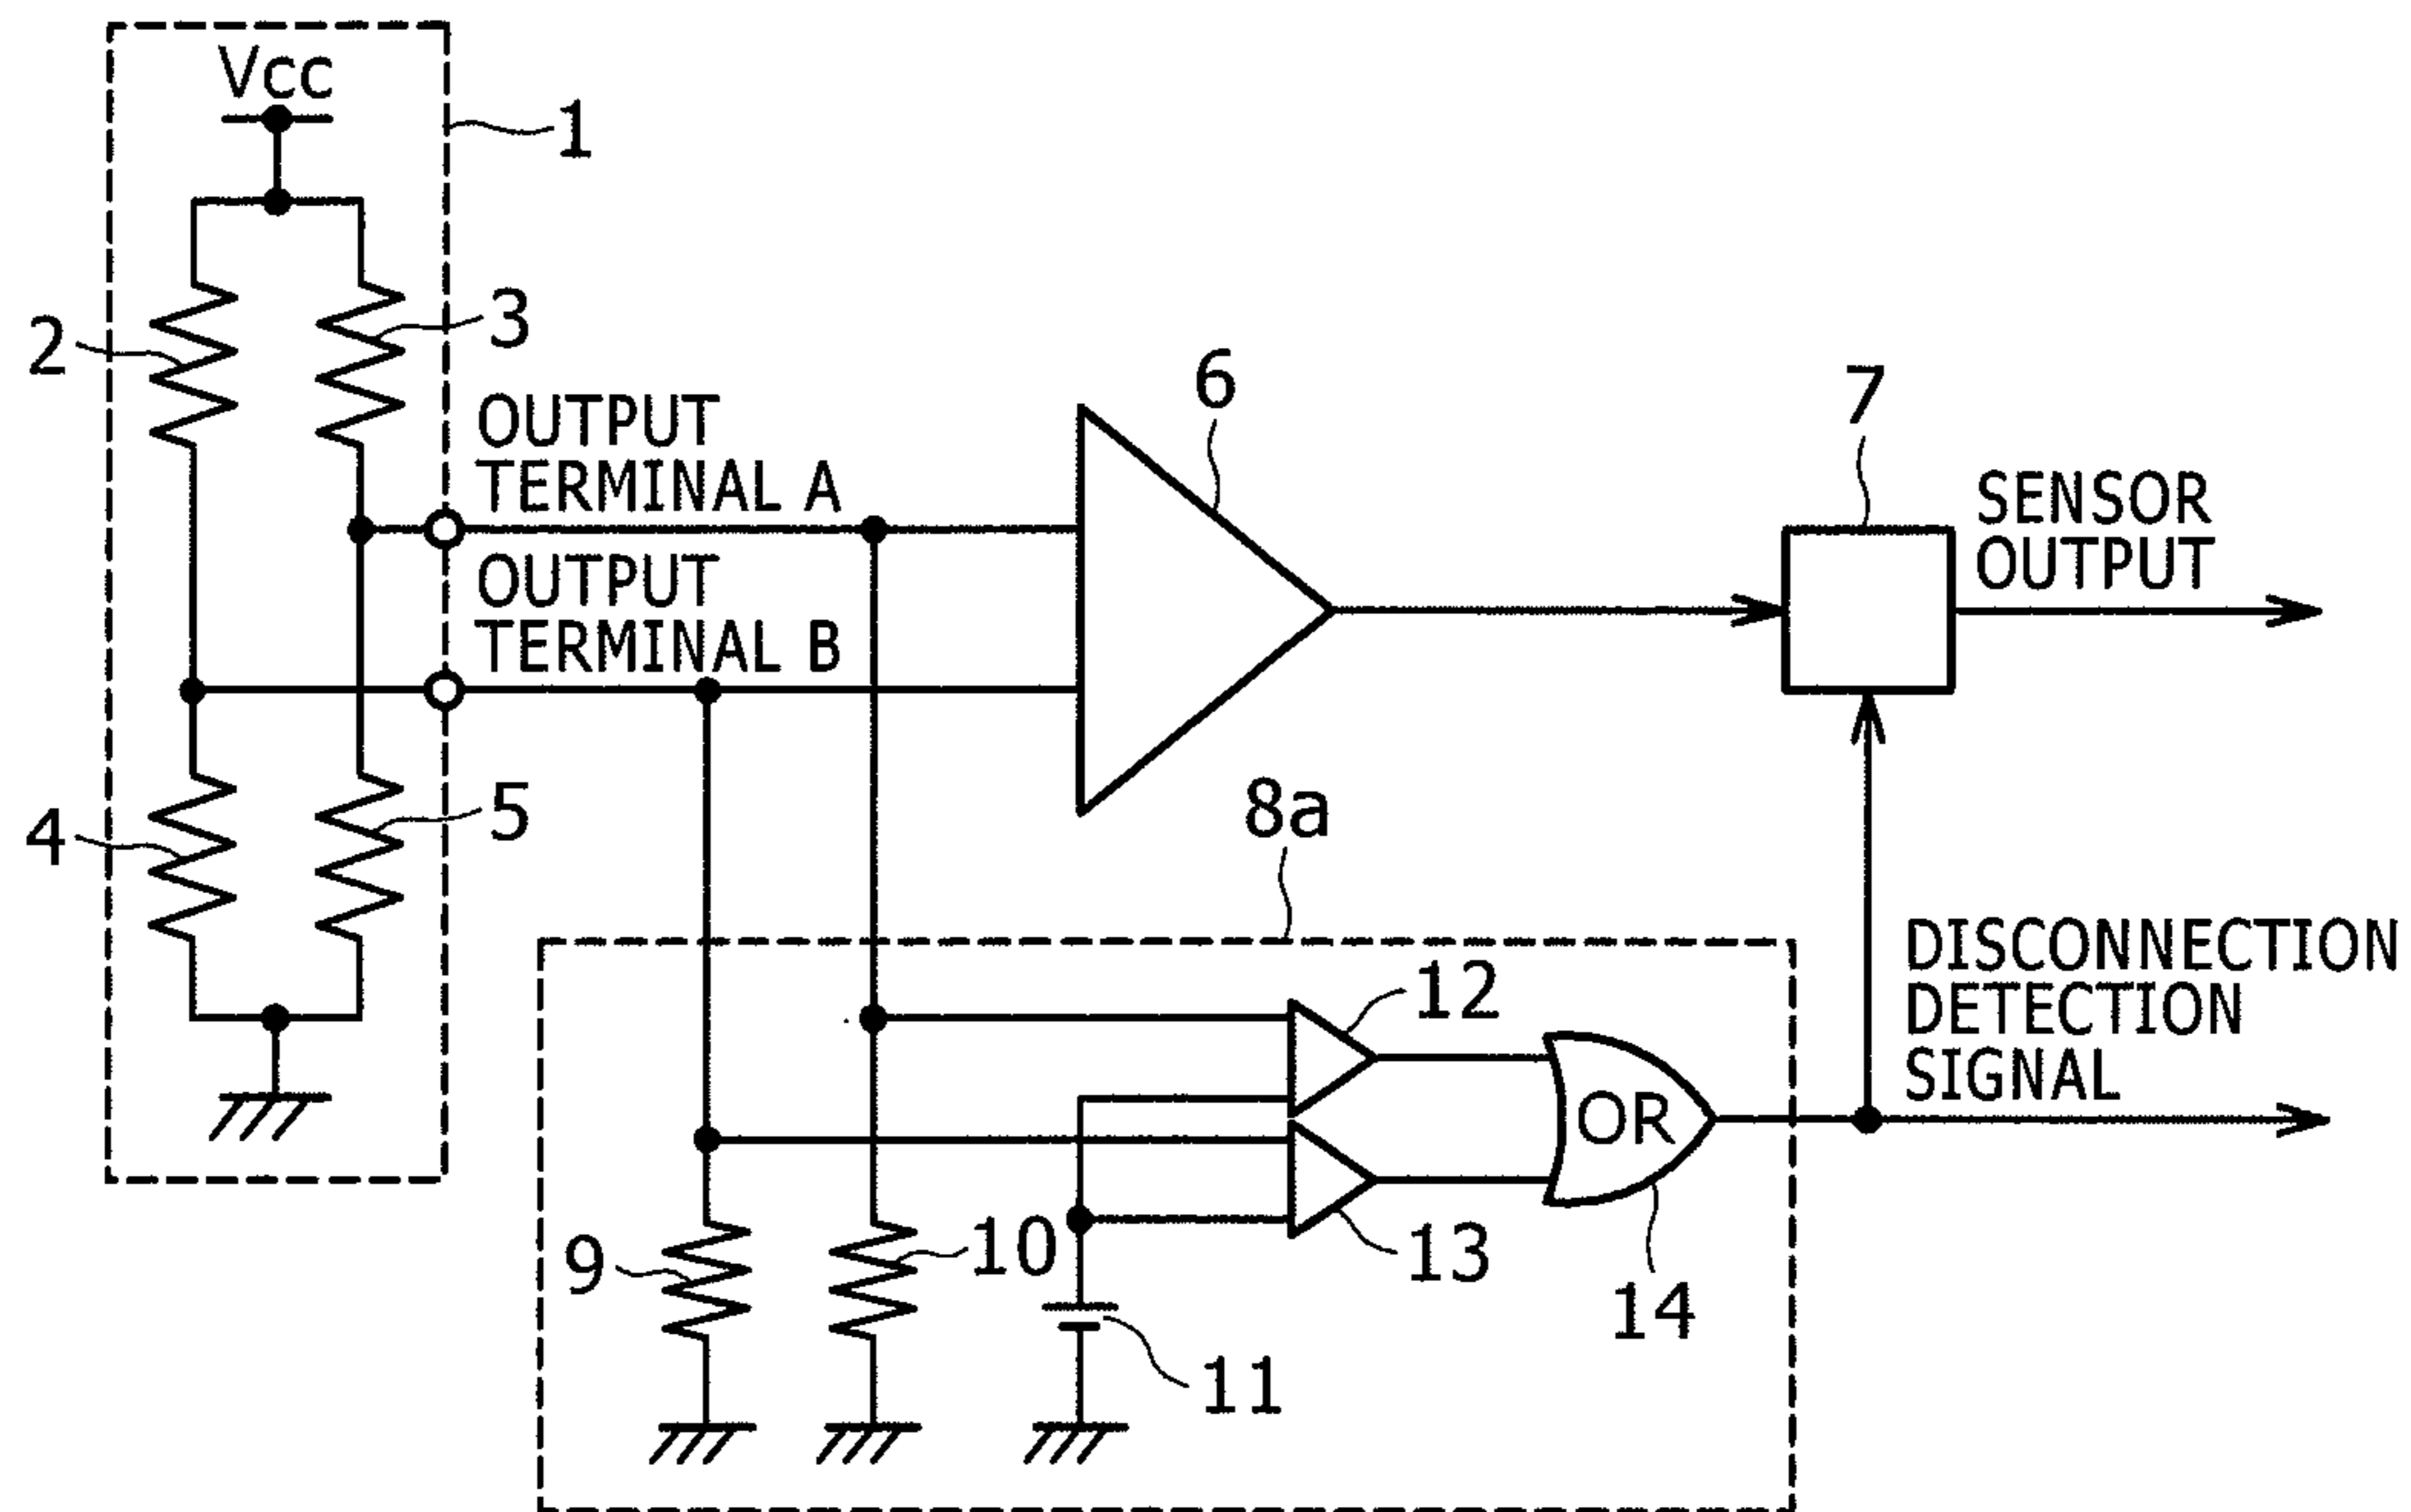 Vcc
1
2
3
OUTPUT
TERMINAL A
OUTPUT
TERMINAL B
4
5
6
7
SENSOR
OUTPUT
8a
DISCONNECTION
DETECTION
SIGNAL
12
OR
9
10
13
14
11